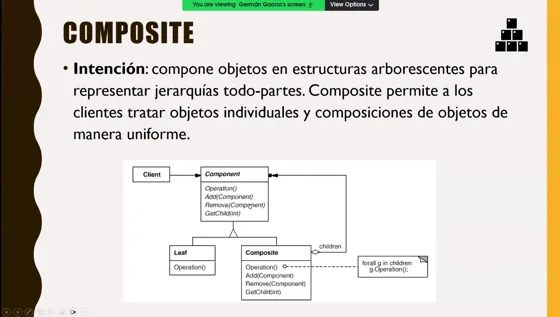 You are viewing Germán Gaona's screen
View Options
COMPOSITE
• Intención: compone objetos en estructuras arborescentes para
representar jerarquías todo-partes. Composite permite a los
clientes tratar objetos individuales y composiciones de objetos de
manera uniforme.
Client
Component
Operation()
Add(Component)
Remove(Component)
GetChild(int)
children
Leaf
Operation()
Composite
Operation()
Add(Component)
Remove(Component)
GetChild(int)
forall g in children
g.Operation();